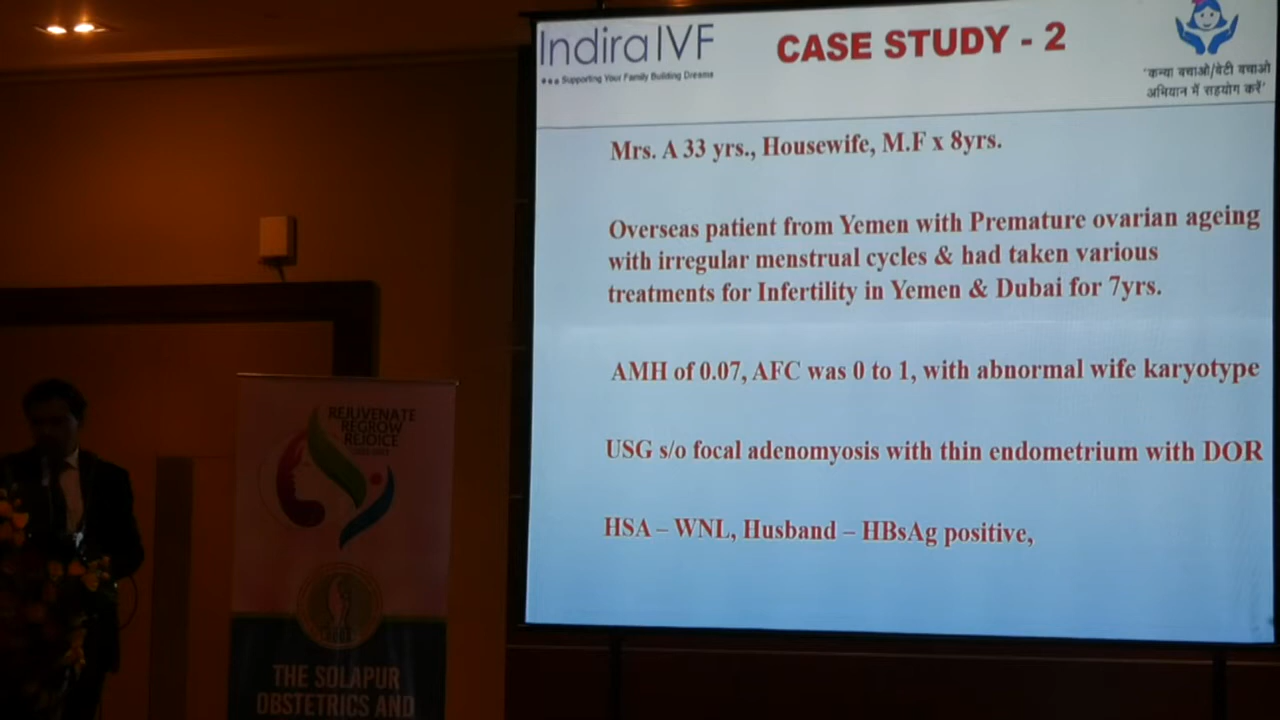 IndiraIVF
Supporting Your Family Building Dreams
CASE STUDY - 2
"कन्या बचाओ/बेटी बचाओ
अभियान में सहयोग करें"
Mrs. A 33 yrs., Housewife, M.F x 8yrs.
Overseas patient from Yemen with Premature ovarian ageing
with irregular menstrual cycles & had taken various
treatments for Infertility in Yemen & Dubai for 7yrs.
AMH of 0.07, AFC was 0 to 1, with abnormal wife karyotype
USG s/o focal adenomyosis with thin endometrium with DOR
HSA – WNL, Husband – HBsAg positive,
REJUVENATE
REGROW
REJOICE
THE SOLAPUR
OBSTETRICS AND